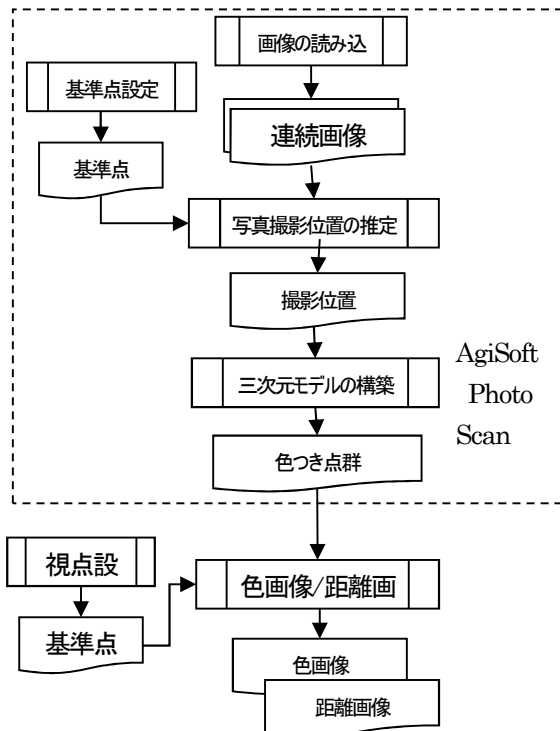 画像の読み込
基準点設定
連続画像
基準点
写真撮影位置の推定
撮影位置
三次元モデルの構築
AgiSoft
Photo
Scan
色つき点群
視点設
色画像/距離画
基準点
色画像
距離画像